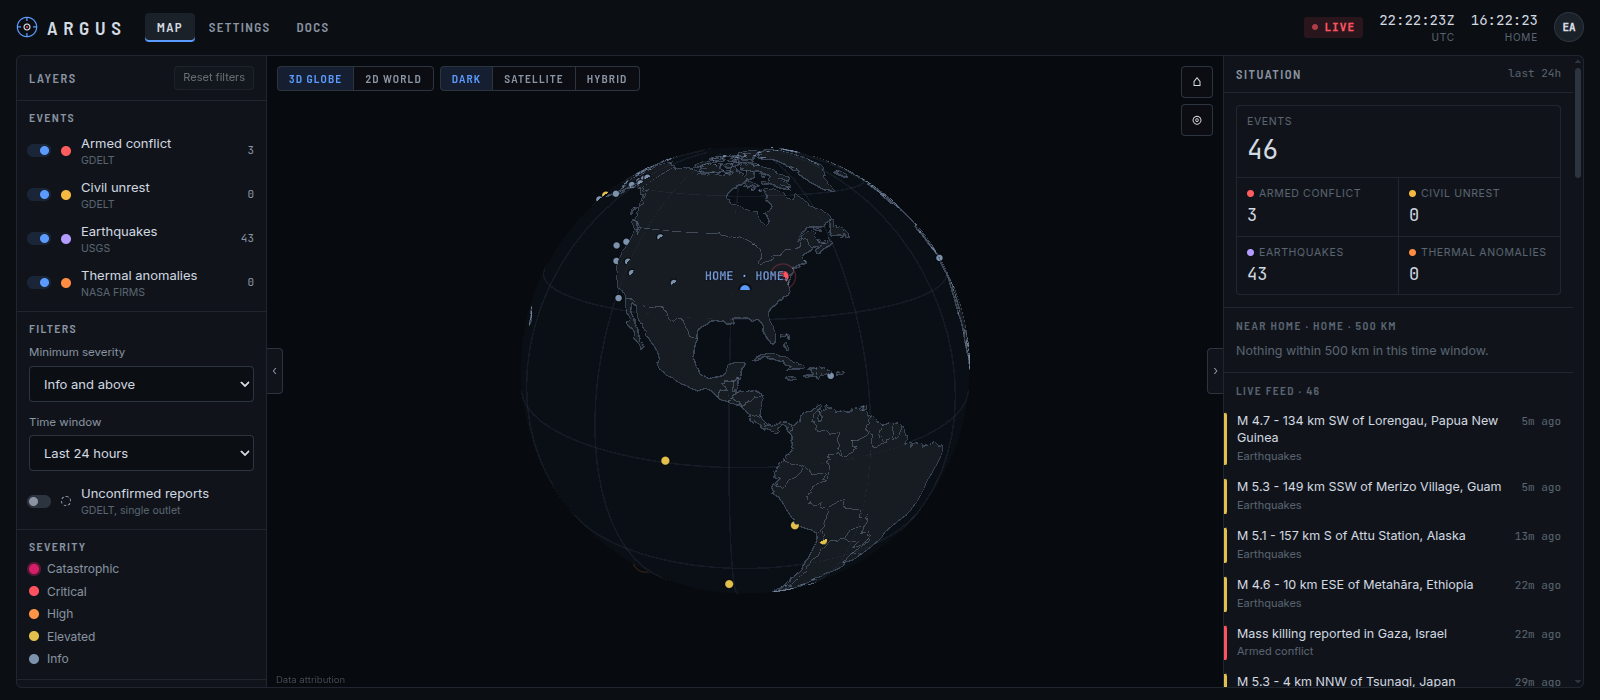 ARGUS
MAP
SETTINGS
DOCS
LIVE
22:22:23Z
UTC
16:22:23
HOME
EA
LAYERS
Reset filters
EVENTS
Armed conflict
GDELT
3
Civil unrest
GDELT
0
Earthquakes
USGS
43
Thermal anomalies
NASA FIRMS
0
FILTERS
Minimum severity
Info and above
Time window
Last 24 hours
Unconfirmed reports
GDELT, single outlet
SEVERITY
Catastrophic
Critical
High
Elevated
Info
3D GLOBE
2D WORLD
DARK
SATELLITE
HYBRID
HOME · HOME
Data attribution
SITUATION
last 24h
EVENTS
46
ARMED CONFLICT
3
CIVIL UNREST
0
EARTHQUAKES
43
THERMAL ANOMALIES
0
NEAR HOME · HOME · 500 KM
Nothing within 500 km in this time window.
LIVE FEED · 46
M 4.7 - 134 km SW of Lorengau, Papua New
Guinea
5m ago
Earthquakes
M 5.3 - 149 km SSW of Merizo Village, Guam
5m ago
Earthquakes
M 5.1 - 157 km S of Attu Station, Alaska
13m ago
Earthquakes
M 4.6 - 10 km ESE of Metahāra, Ethiopia
22m ago
Earthquakes
Mass killing reported in Gaza, Israel
22m ago
Armed conflict
M 5.3 - 4 km NNW of Tsunagi, Japan
29m ago